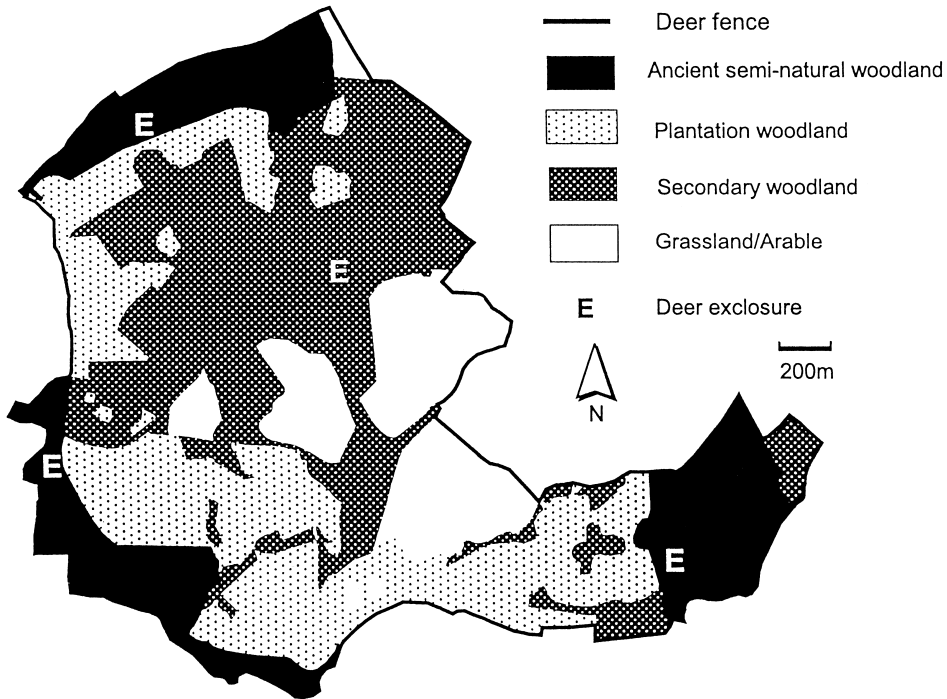 Deer fence
Ancient semi-natural woodland
E
Plantation woodland
Secondary woodland
Grassland/Arable
E
E Deer exclosure
200m
N
E
E